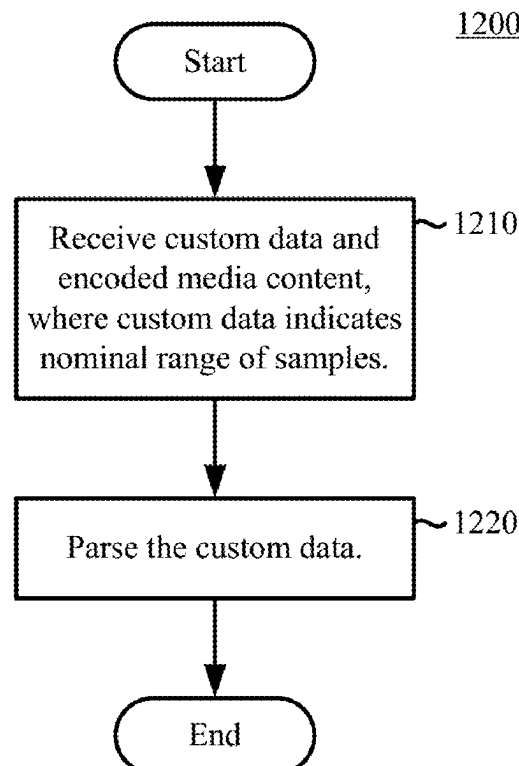 1200
Start
Receive custom data and
encoded media content,
where custom data indicates
nominal range of samples.
1210
Parse the custom data.
1220
End